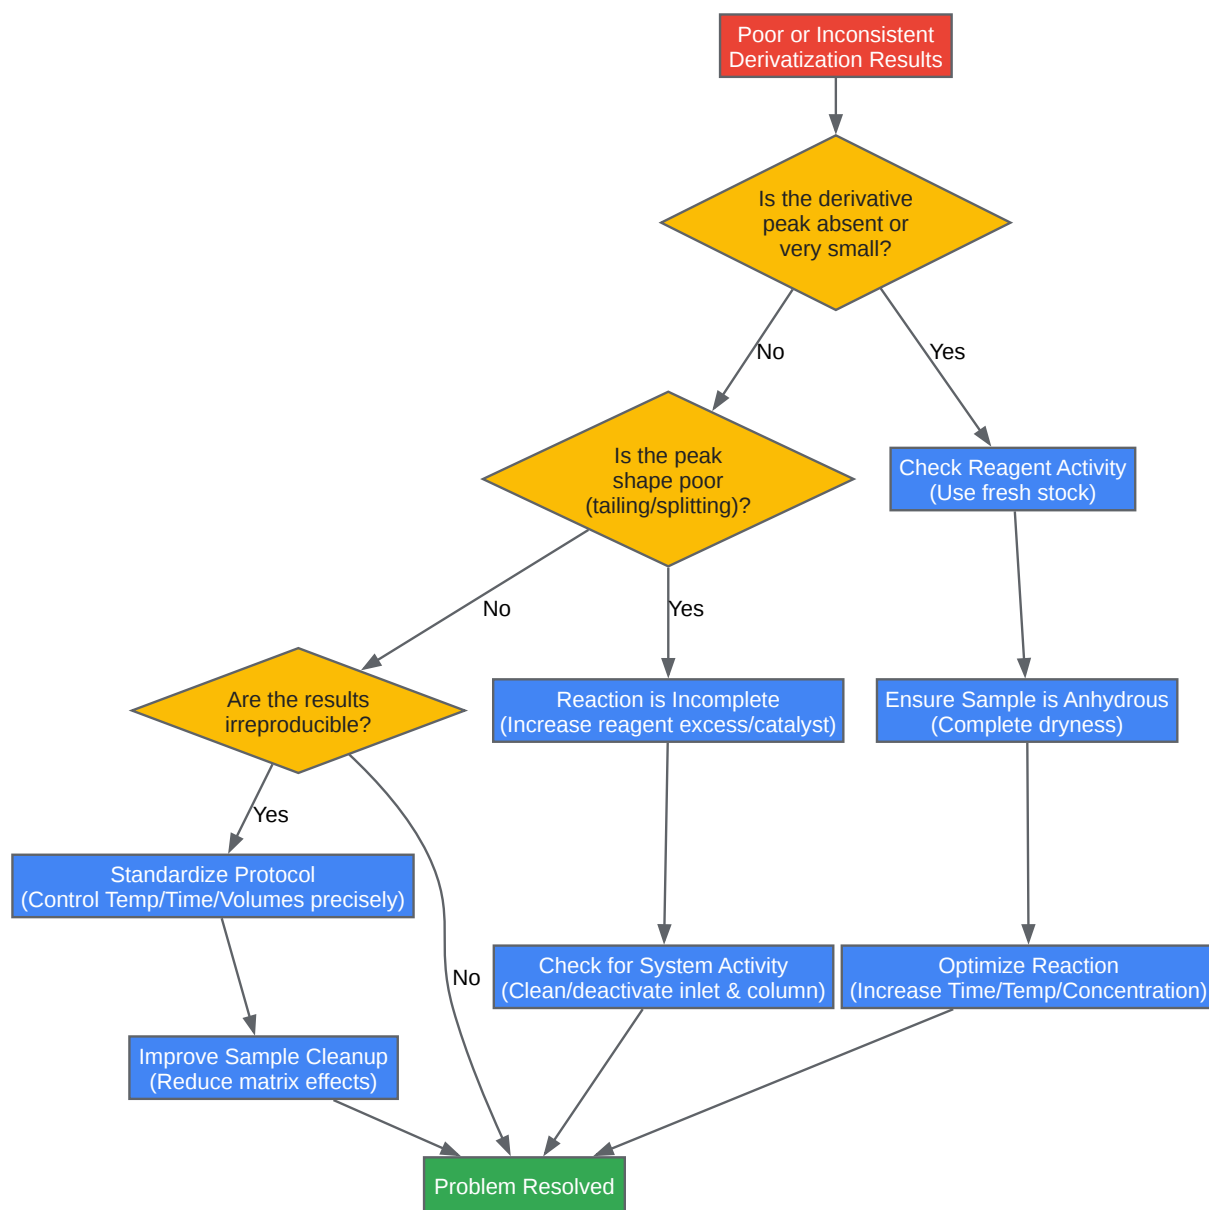 Poor or Inconsistent
Derivatization Results
Is the derivative
peak absent or
very small?
No
Yes
Is the peak
shape poor
(tailing/splitting)?
Check Reagent Activity
(Use fresh stock)
No
Yes
Are the results
irreproducible?
Reaction is Incomplete
(Increase reagent excess/catalyst)
Ensure Sample is Anhydrous
(Complete dryness)
Yes
Standardize Protocol
(Control Temp/Time/Volumes precisely)
No
Check for System Activity
(Clean/deactivate inlet & column)
Optimize Reaction
(Increase Time/Temp/Concentration)
Improve Sample Cleanup
(Reduce matrix effects)
Problem Resolved